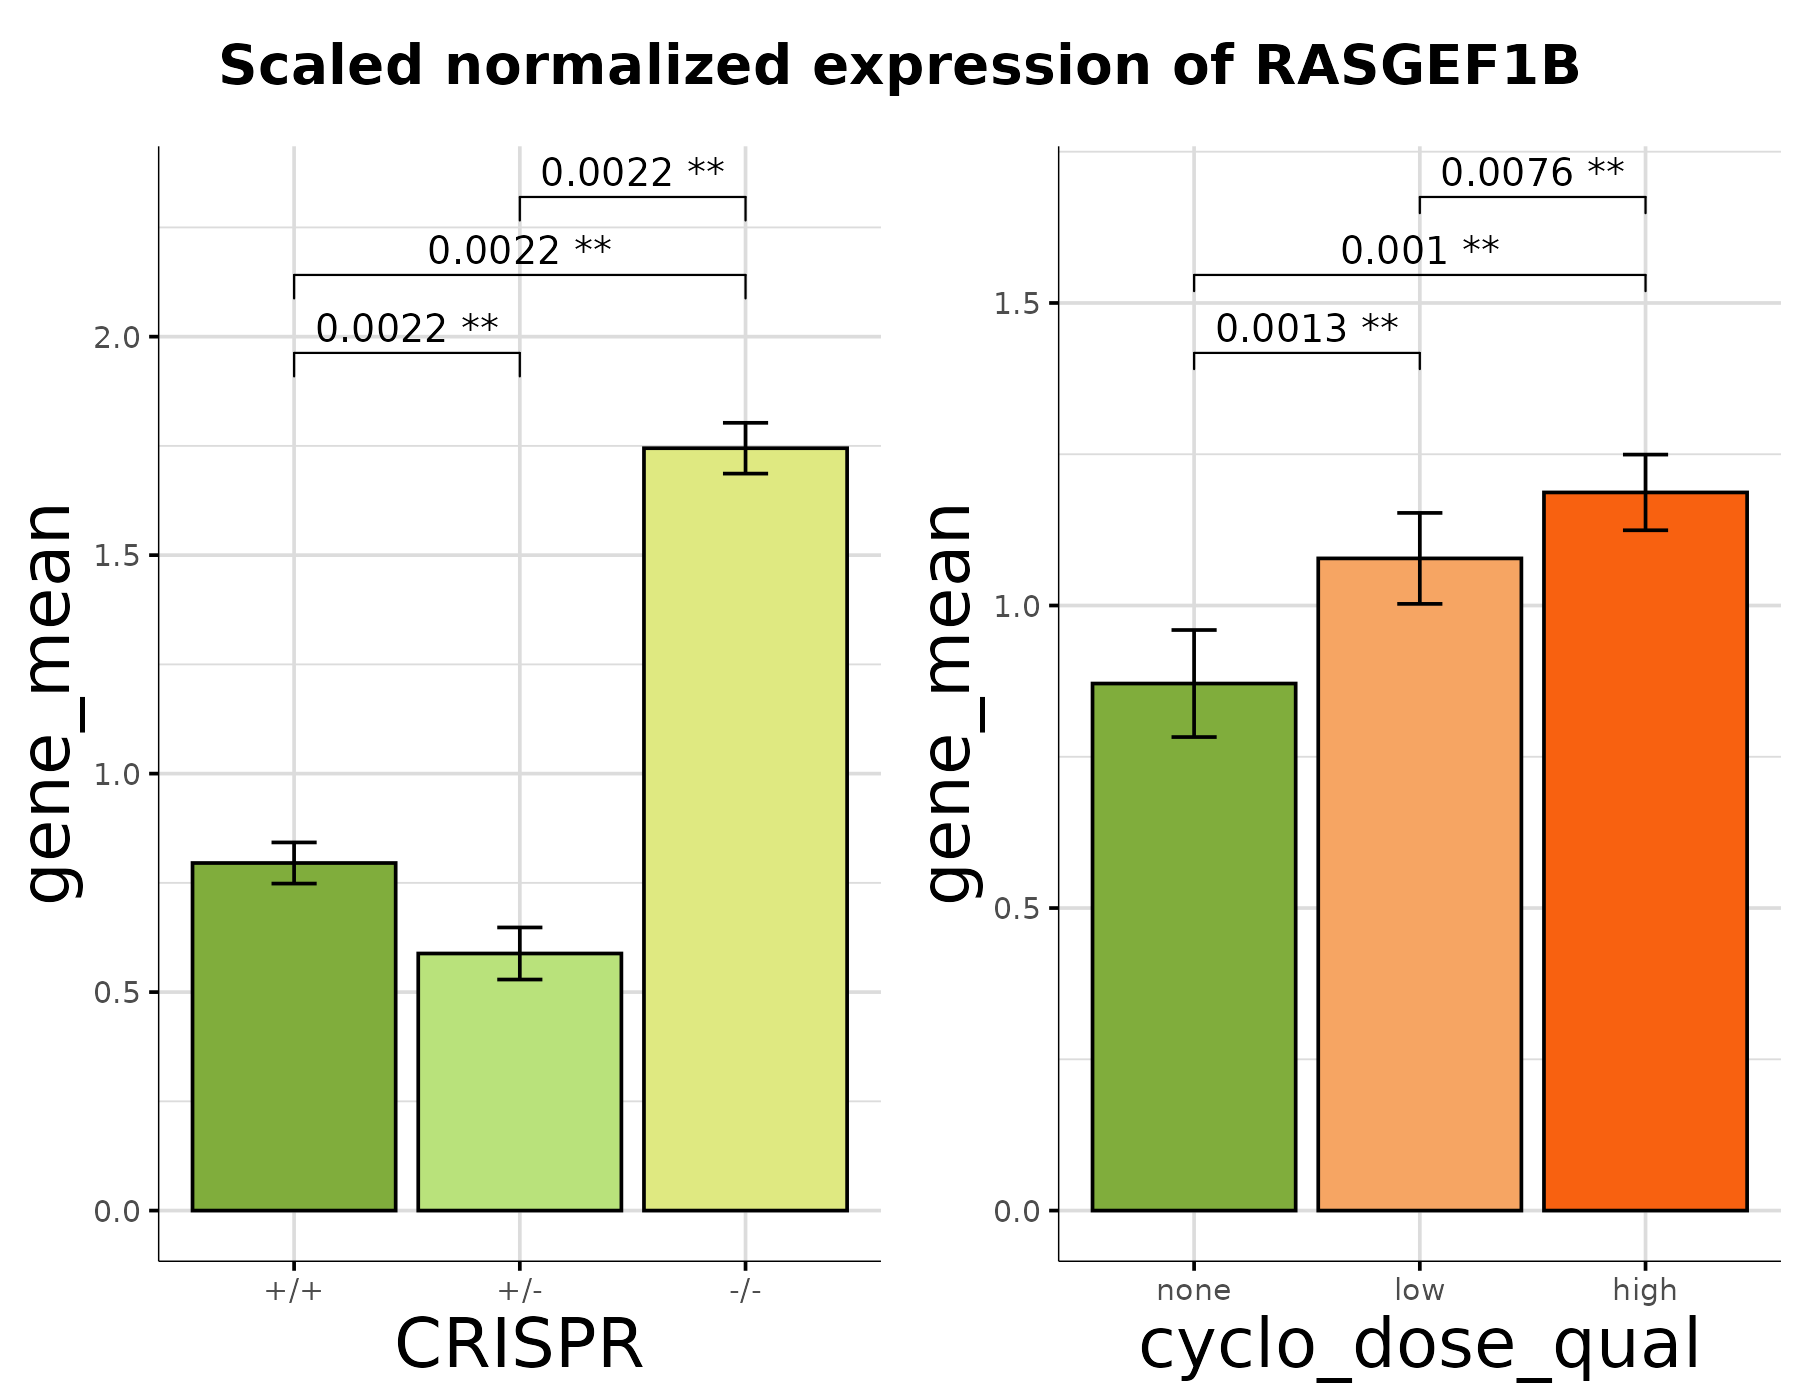 Scaled normalized expression of RASGEF1B
gene_mean
2.0
1.5
1.0
0.5
0.0
0.0022 **
0.0022 **
0.0022 **
+/+
+/-
-/-
CRISPR
gene_mean
1.5
1.0
0.5
0.0
0.0076 **
0.001 **
0.0013 **
none
low
high
cyclo_dose_qual